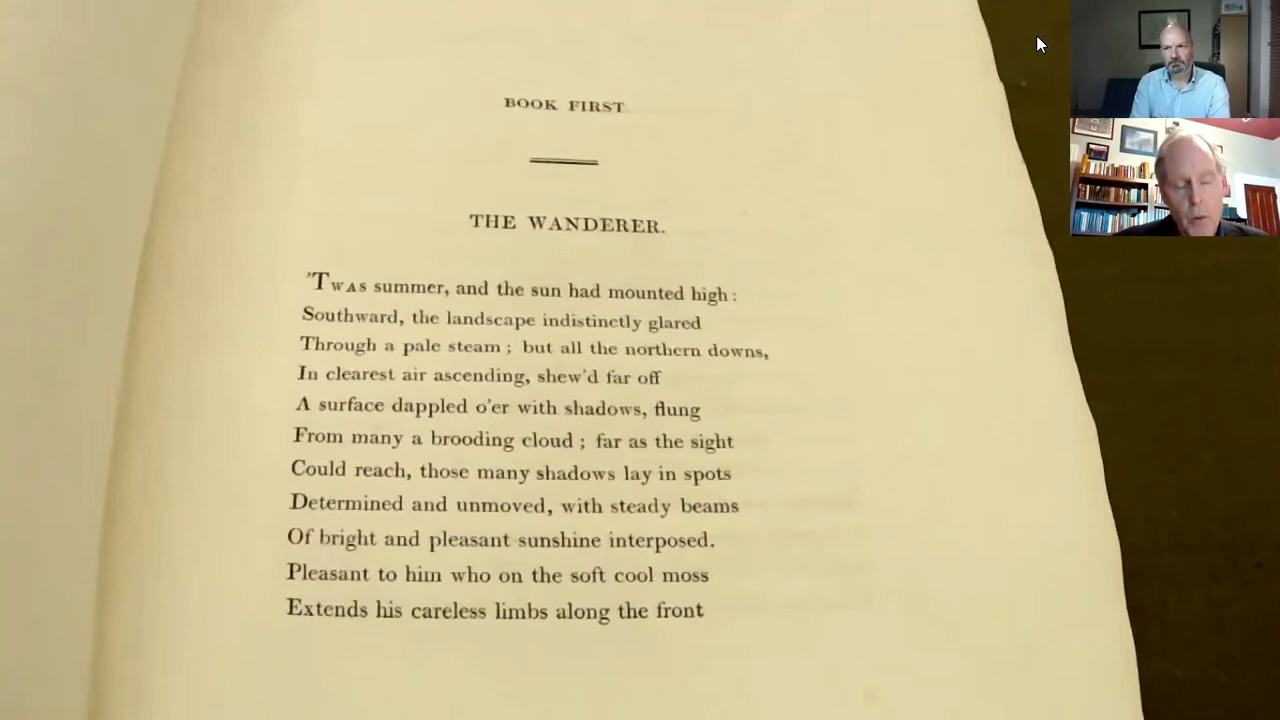 BOOK FIRST
THE WANDERER.
'TWAS summer, and the sun had mounted high :
Southward, the landscape indistinctly glared
Through a pale steam ; but all the northern downs,
In clearest air ascending, shew'd far off
A surface dappled o'er with shadows, flung
From many a brooding cloud ; far as the sight
Could reach, those many shadows lay in spots
Determined and unmoved, with steady beams
Of bright and pleasant sunshine interposed.
Pleasant to him who on the soft cool moss
Extends his careless limbs along the front